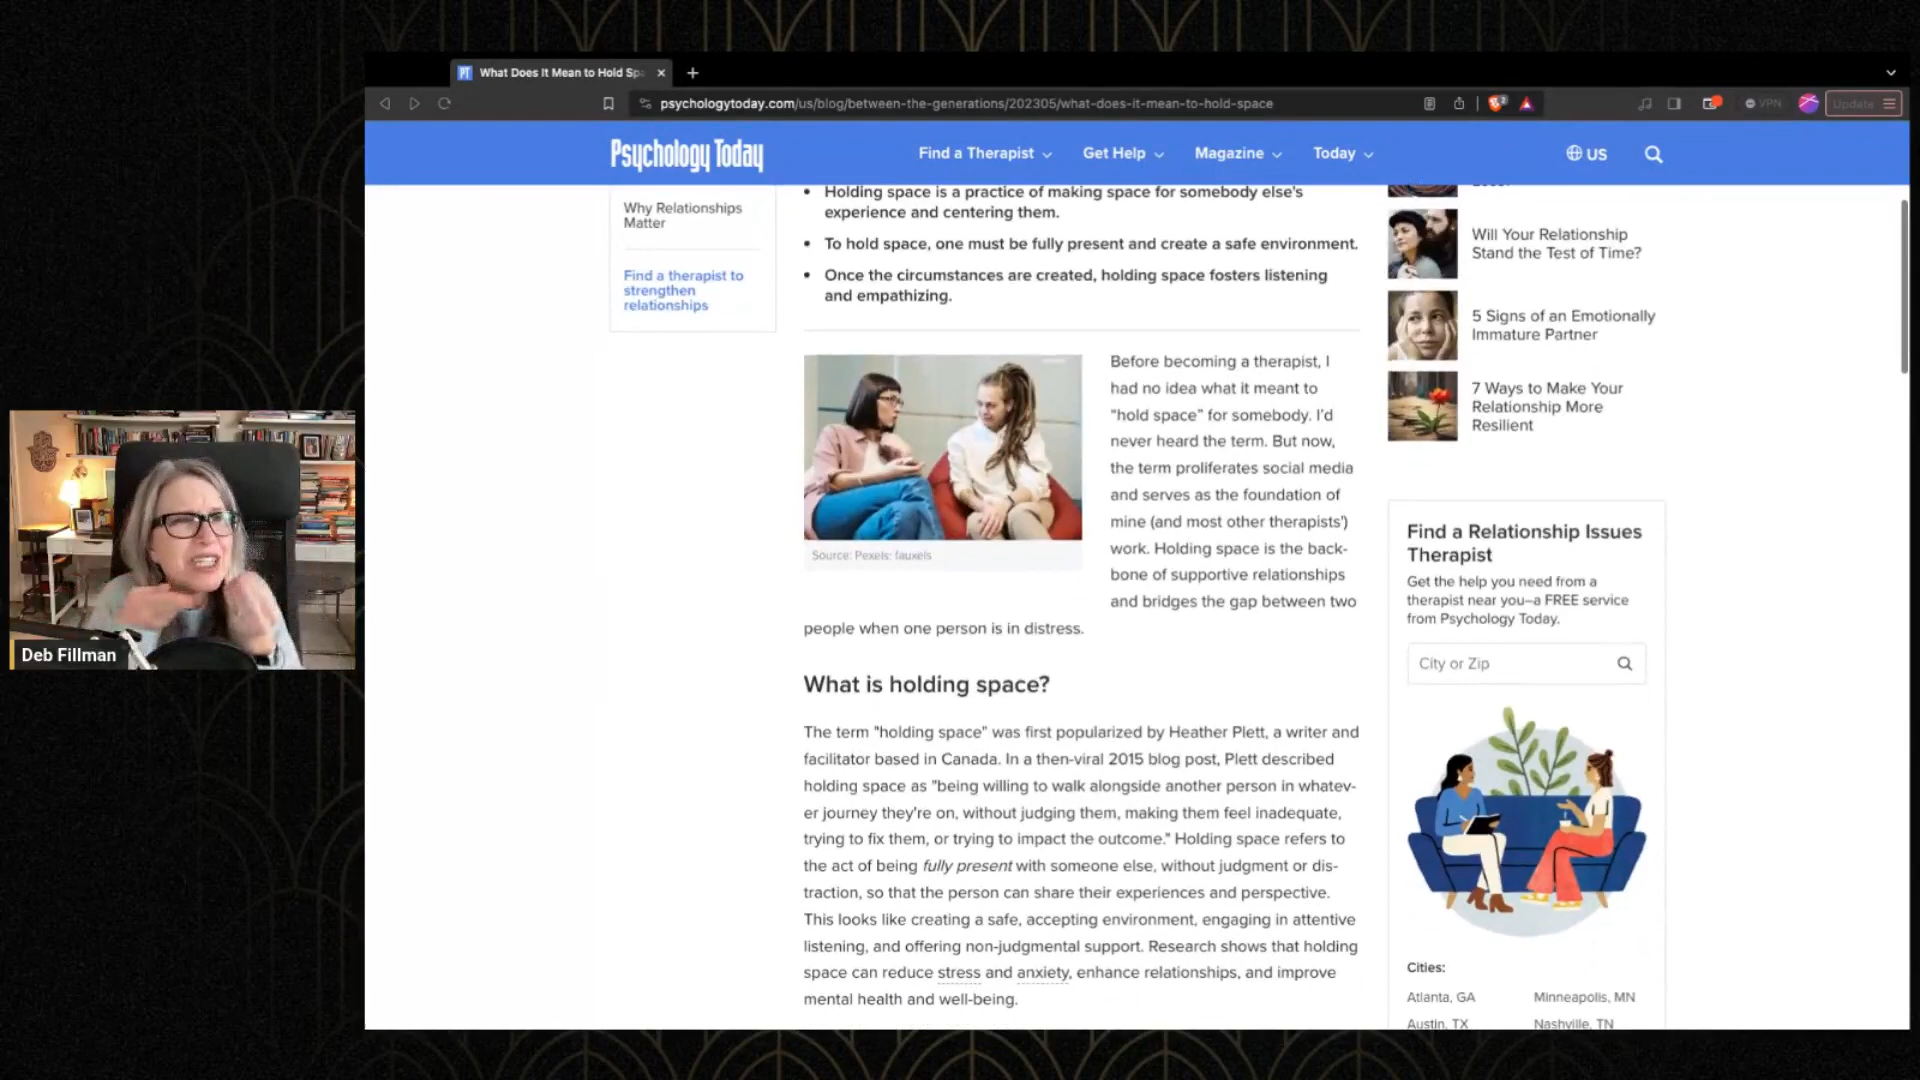 What Does It Mean to Hold Spa
psychologytoday.com/us/blog/between-the-generations/202305/what-does-it-mean-to-hold-space
VPN
Update
Psychology Today
Find a Therapist
Get Help
Magazine
Today
US
Why Relationships
Matter
Find a therapist to
strengthen
relationships
Holding space is a practice of making space for somebody else's
experience and centering them.
To hold space, one must be fully present and create a safe environment.
Once the circumstances are created, holding space fosters listening
and empathizing.
Source: Pexels: fauxels
Before becoming a therapist, I
had no idea what it meant to
“hold space” for somebody. I’d
never heard the term. But now,
the term proliferates social media
and serves as the foundation of
mine (and most other therapists’)
work. Holding space is the back-
bone of supportive relationships
and bridges the gap between two
people when one person is in distress.
What is holding space?
The term "holding space" was first popularized by Heather Plett, a writer and
facilitator based in Canada. In a then-viral 2015 blog post, Plett described
holding space as "being willing to walk alongside another person in whatev-
er journey they're on, without judging them, making them feel inadequate,
trying to fix them, or trying to impact the outcome." Holding space refers to
the act of being fully present with someone else, without judgment or dis-
traction, so that the person can share their experiences and perspective.
This looks like creating a safe, accepting environment, engaging in attentive
listening, and offering non-judgmental support. Research shows that holding
space can reduce stress and anxiety, enhance relationships, and improve
mental health and well-being.
Will Your Relationship
Stand the Test of Time?
5 Signs of an Emotionally
Immature Partner
7 Ways to Make Your
Relationship More
Resilient
Find a Relationship Issues
Therapist
Get the help you need from a
therapist near you–a FREE service
from Psychology Today.
City or Zip
Cities:
Atlanta, GA
Minneapolis, MN
Austin, TX
Nashville, TN
Deb Fillman